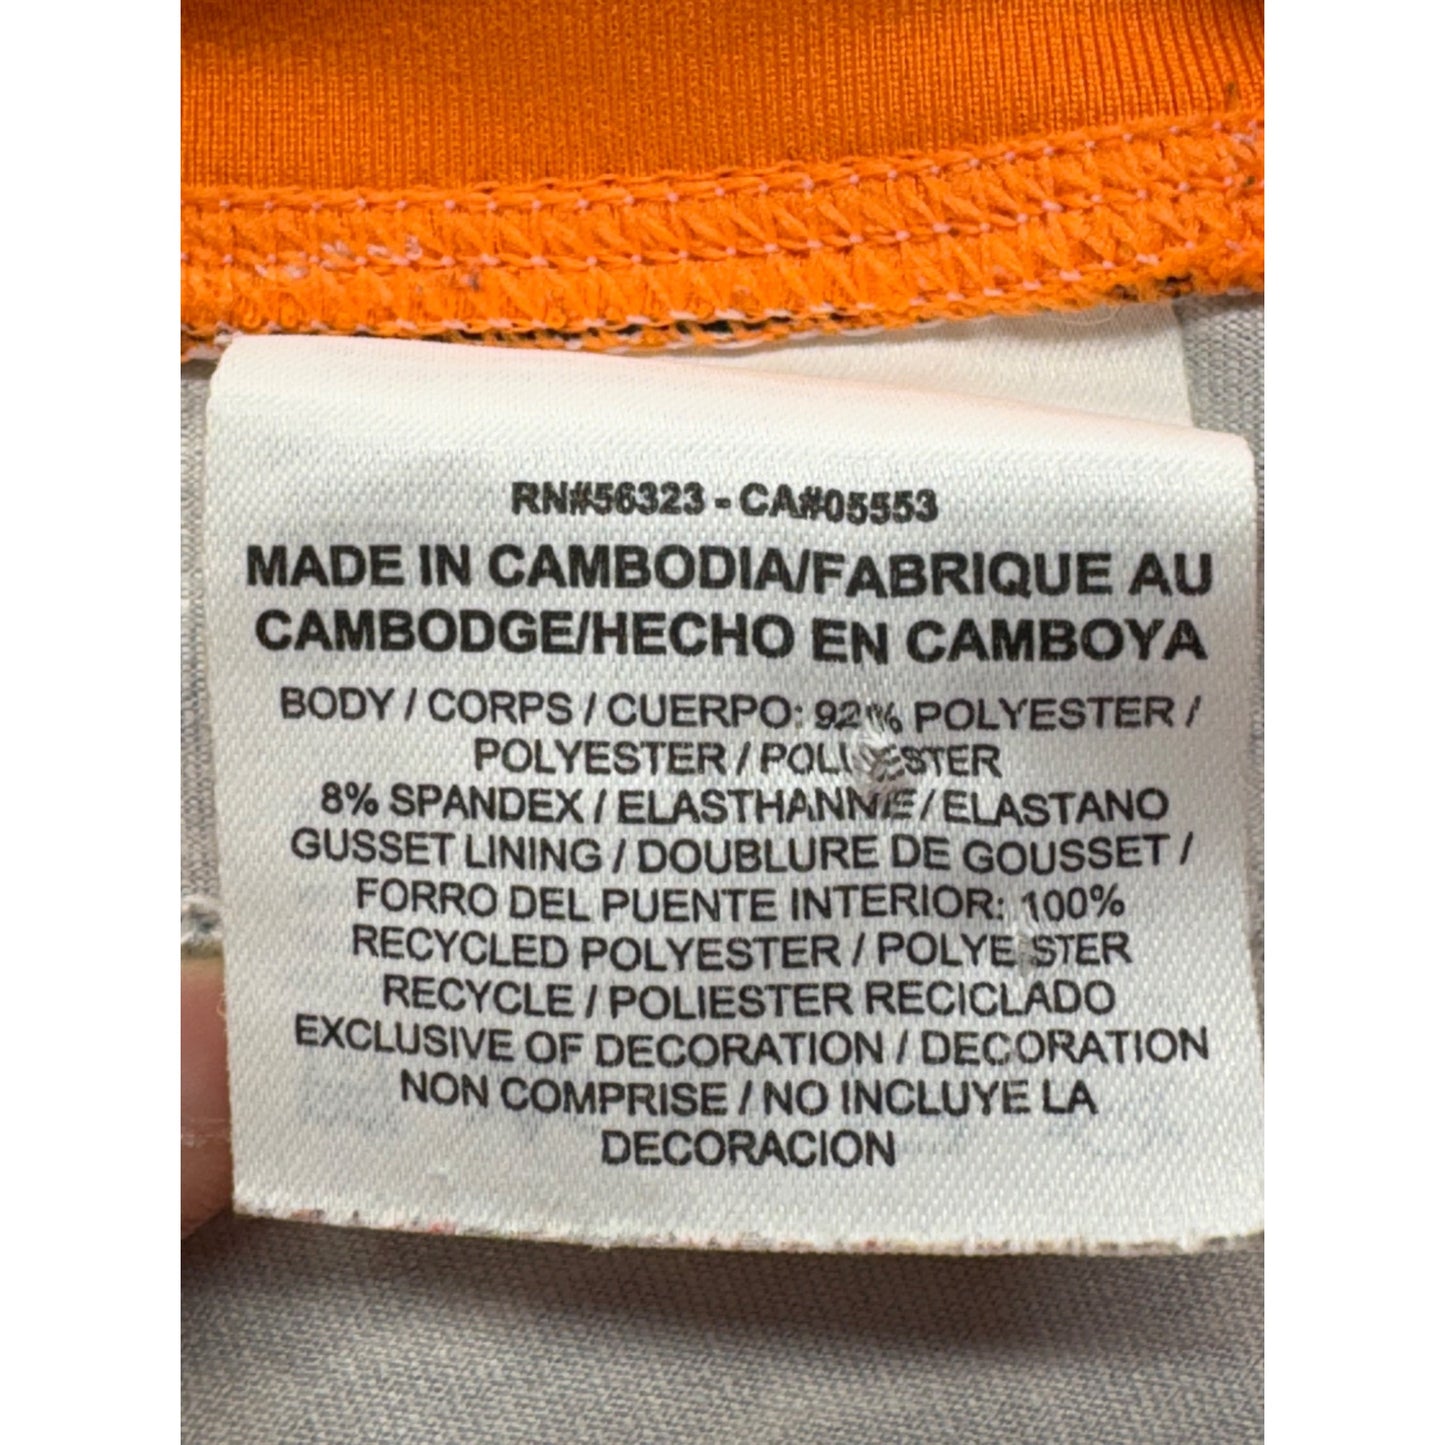 RN#56323 - CA#05553
MADE IN CAMBODIA/FABRIQUE AU
CAMBODGE/HECHO EN CAMBOYA
BODY / CORPS / CUERPO: 92% POLYESTER /
POLYESTER / POLIESTER
8% SPANDEX / ELASTHANNE / ELASTANO
GUSSET LINING / DOUBLURE DE GOUSSET /
FORRO DEL PUENTE INTERIOR: 100%
RECYCLED POLYESTER / POLYESTER
RECYCLE / POLIESTER RECICLADO
EXCLUSIVE OF DECORATION / DECORATION
NON COMPRISE / NO INCLUYE LA
DECORACION